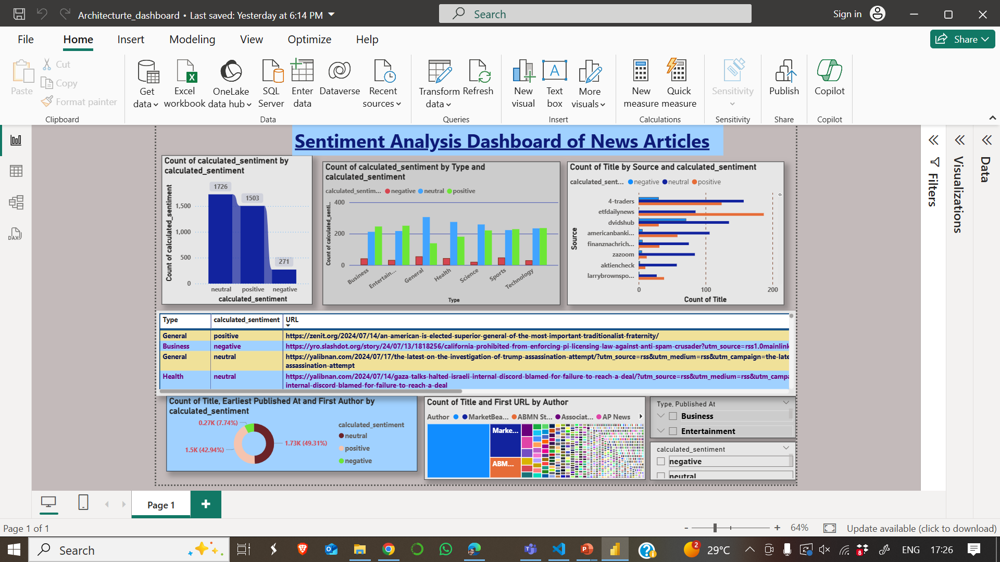 Architecturte_dashboard • Last saved: Yesterday at 6:14 PM
Search
Sign in
File Home Insert Modeling View Optimize Help
Share
Paste
Cut
Copy
Format painter
Clipboard
Get data
Excel workbook
OneLake data hub
SQL Server
Enter data
Dataverse
Recent sources
Data
Transform data
Refresh
Queries
New visual
Text box
More visuals
Insert
New measure
Quick measure
Calculations
Sensitivity
Sensitivity
Publish
Share
Copilot
Copilot
Sentiment Analysis Dashboard of News Articles
Count of calculated_sentiment by
calculated_sentiment
Count of calculated_sentiment
1,500
1,000
500
0
1726
1503
271
neutral positive negative
calculated_sentiment
Count of calculated_sentiment by Type and
calculated_sentiment
calculated_sentim... negative neutral positive
Count of calculated_senti...
400
200
0
Business Entertain... General Health Science Sports Technology
Type
Count of Title by Source and calculated_sentiment
calculated_sent... negative neutral positive
Source
4-traders
etfdailynews
dvidshub
americanbanki...
finanznachrich...
zazoom
aktiencheck
larrybrownspo...
0 100 200
Count of Title
Type calculated_sentiment URL
General positive https://zenit.org/2024/07/14/an-american-is-elected-superior-general-of-the-most-important-traditionalist-fraternity/
Business negative https://yro.slashdot.org/story/24/07/13/1818256/california-prohibited-from-enforcing-pi-licensing-law-against-anti-spam-crusader?utm_source=rss1.0mainlink
General neutral https://yalibnan.com/2024/07/17/the-latest-on-the-investigation-of-trump-assassination-attempt/?utm_source=rss&utm_medium=rss&utm_campaign=the-late
assassination-attempt
Health neutral https://yalibnan.com/2024/07/14/gaza-talks-halted-israeli-internal-discord-blamed-for-failure-to-reach-a-deal/?utm_source=rss&utm_medium=rss&utm_camp
internal-discord-blamed-for-failure-to-reach-a-deal
Count of Title, Earliest Published At and First Author by
calculated_sentiment
0.27K (7.74%)
1.5K (42.94%)
1.73K (49.31%)
calculated_sentiment
neutral
positive
negative
Count of Title and First URL by Author
Author MarketBea... ABMN St... Associat... AP News
Marke...
ABM...
Type, Published At
Business
Entertainment
calculated_sentiment
negative
neutral
Filters
Visualizations
Data
DAX
Page 1
Page 1 of 1
- + 64%
Update available (click to download)
Search
2
29°C
8
ENG
17:26